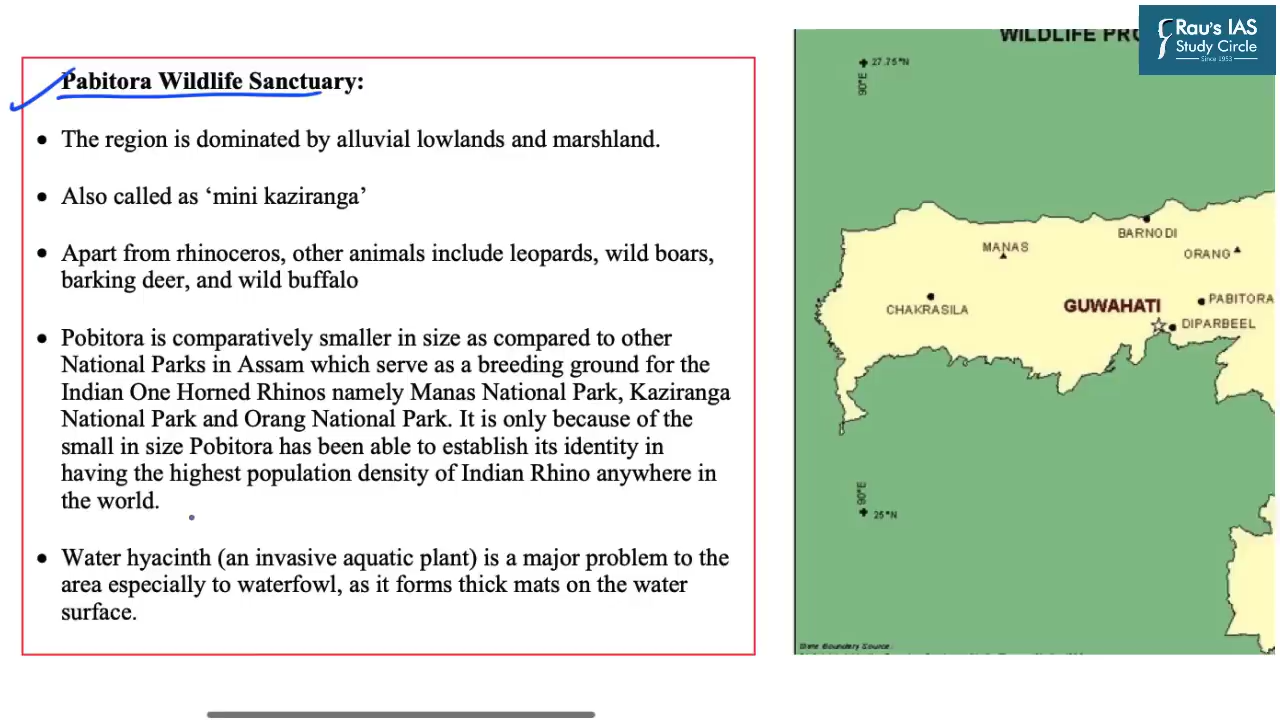 Pabitora Wildlife Sanctuary:
• The region is dominated by alluvial lowlands and marshland.
• Also called as ‘mini kaziranga’
• Apart from rhinoceros, other animals include leopards, wild boars,
barking deer, and wild buffalo
• Pobitora is comparatively smaller in size as compared to other
National Parks in Assam which serve as a breeding ground for the
Indian One Horned Rhinos namely Manas National Park, Kaziranga
National Park and Orang National Park. It is only because of the
small in size Pobitora has been able to establish its identity in
having the highest population density of Indian Rhino anywhere in
the world.
• Water hyacinth (an invasive aquatic plant) is a major problem to the
area especially to waterfowl, as it forms thick mats on the water
surface.
Rau's IAS
Study Circle
Since 1953
WILDLIFE PRO
27.75°N
90°E
BARNODI
MANAS
ORANG
CHAKRASILA
GUWAHATI
PABITORA
DIPARBEEL
90°E
25°N
State Boundary Source: